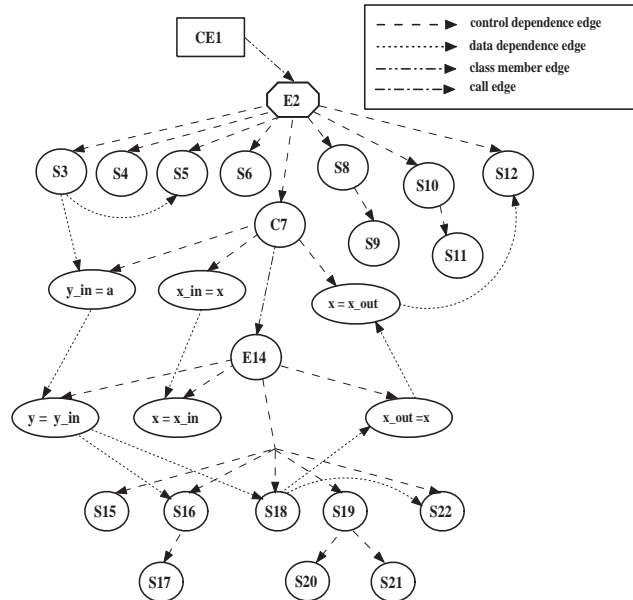 CE1
control dependence edge
data dependence edge
class member edge
call edge
E2
S3
S4
S5
S6
S8
S10
S12
C7
S9
S11
y_in = a
x_in = x
x = x_out
E14
y = y_in
x = x_in
x_out =x
S15
S16
S18
S19
S22
S17
S20
S21